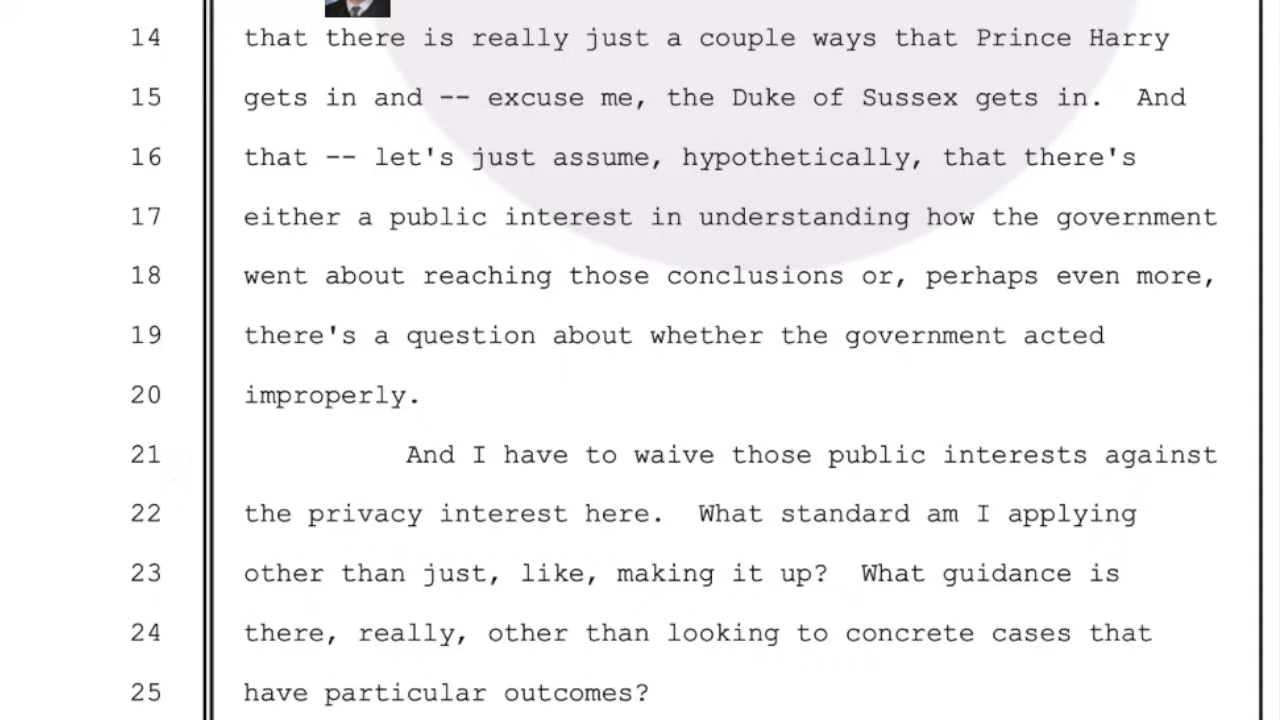 14 that there is really just a couple ways that Prince Harry
15 gets in and -- excuse me, the Duke of Sussex gets in. And
16 that -- let's just assume, hypothetically, that there's
17 either a public interest in understanding how the government
18 went about reaching those conclusions or, perhaps even more,
19 there's a question about whether the government acted
20 improperly.
21 And I have to waive those public interests against
22 the privacy interest here. What standard am I applying
23 other than just, like, making it up? What guidance is
24 there, really, other than looking to concrete cases that
25 have particular outcomes?